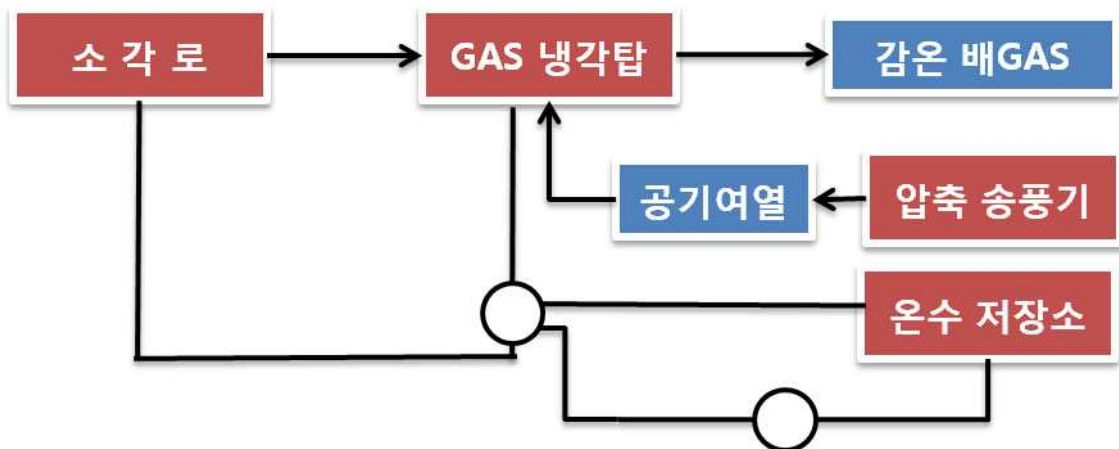 소 각 로
GAS 냉각탑
감온 배GAS
공기여열
압축 송풍기
온수 저장소